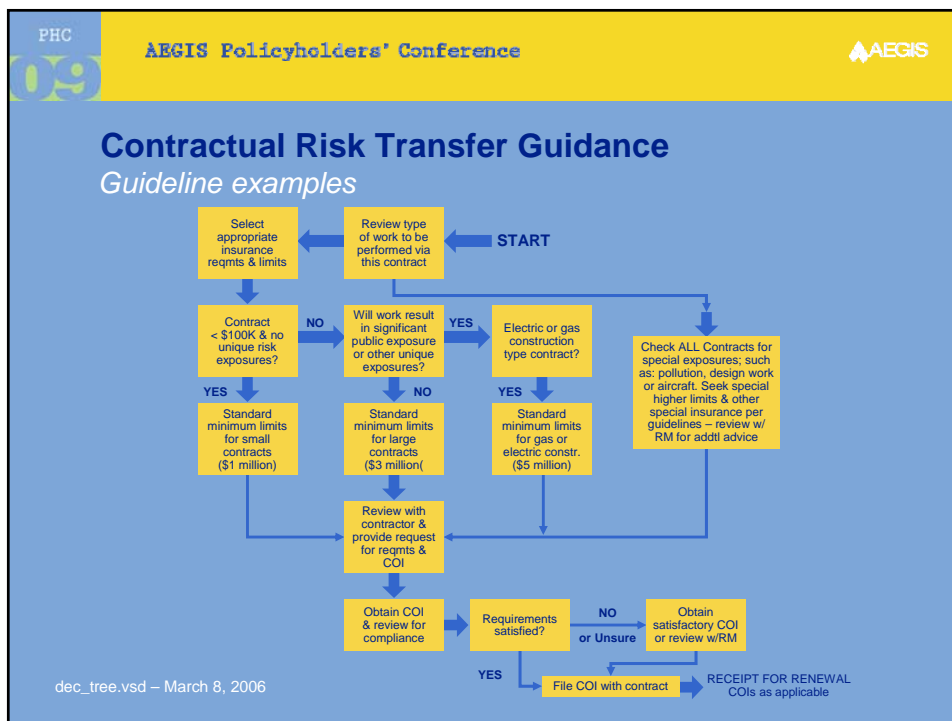 PHC
09
AEGIS Policyholders' Conference
AEGIS
Contractual Risk Transfer Guidance
Guideline examples
Select
appropriate
insurance
reqmts & limits
Review type
of work to be
performed via
this contract
START
Contract
< $100K & no
unique risk
exposures?
NO
Will work result
in significant
public exposure
or other unique
exposures?
YES
Electric or gas
construction
type contract?
Check ALL Contracts for
special exposures; such
as: pollution, design work
or aircraft. Seek special
higher limits & other
special insurance per
guidelines – review w/
RM for addtl advice
YES
NO
YES
Standard
minimum limits
for small
contracts
($1 million)
Standard
minimum limits
for large
contracts
($3 million(
Standard
minimum limits
for gas or
electric constr.
($5 million)
Review with
contractor &
provide request
for reqmts &
COI
Obtain COI
& review for
compliance
Requirements
satisfied?
NO
or Unsure
Obtain
satisfactory COI
or review w/RM
YES
File COI with contract
RECEIPT FOR RENEWAL
COIs as applicable
dec_tree.vsd – March 8, 2006